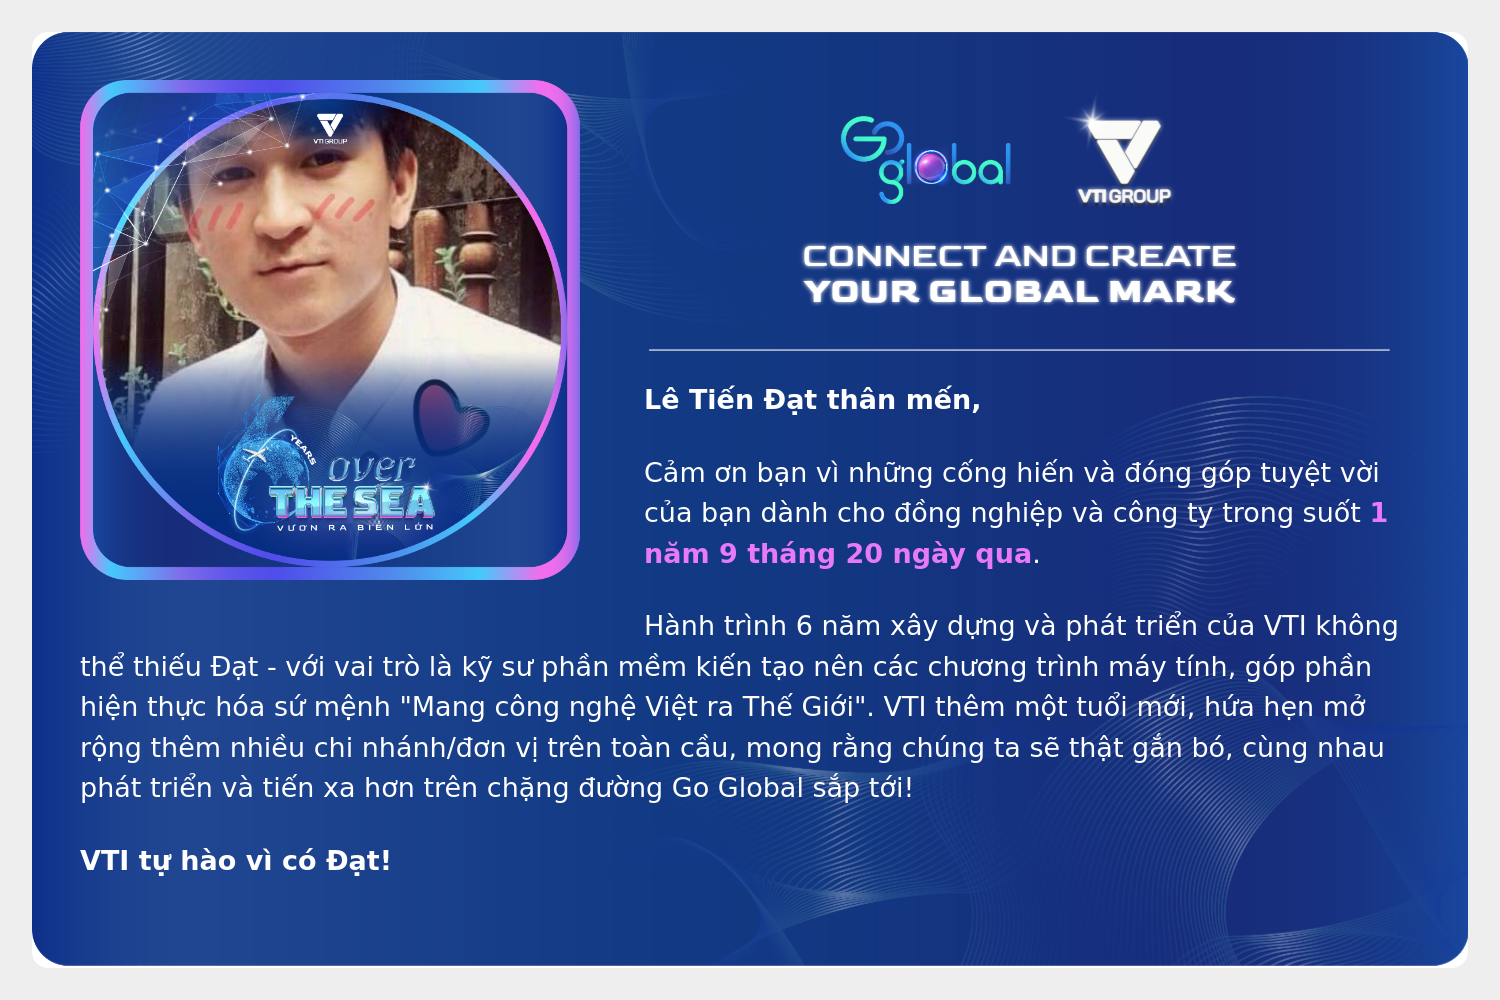 VTI GROUP
YEARS
over
THE SEA
VƯƠN RA BIỂN LỚN
Go global
VTI GROUP
CONNECT AND CREATE
YOUR GLOBAL MARK
Lê Tiến Đạt thân mến,
Cảm ơn bạn vì những cống hiến và đóng góp tuyệt vời
của bạn dành cho đồng nghiệp và công ty trong suốt 1
năm 9 tháng 20 ngày qua.
Hành trình 6 năm xây dựng và phát triển của VTI không
thể thiếu Đạt - với vai trò là kỹ sư phần mềm kiến tạo nên các chương trình máy tính, góp phần
hiện thực hóa sứ mệnh "Mang công nghệ Việt ra Thế Giới". VTI thêm một tuổi mới, hứa hẹn mở
rộng thêm nhiều chi nhánh/đơn vị trên toàn cầu, mong rằng chúng ta sẽ thật gắn bó, cùng nhau
phát triển và tiến xa hơn trên chặng đường Go Global sắp tới!
VTI tự hào vì có Đạt!